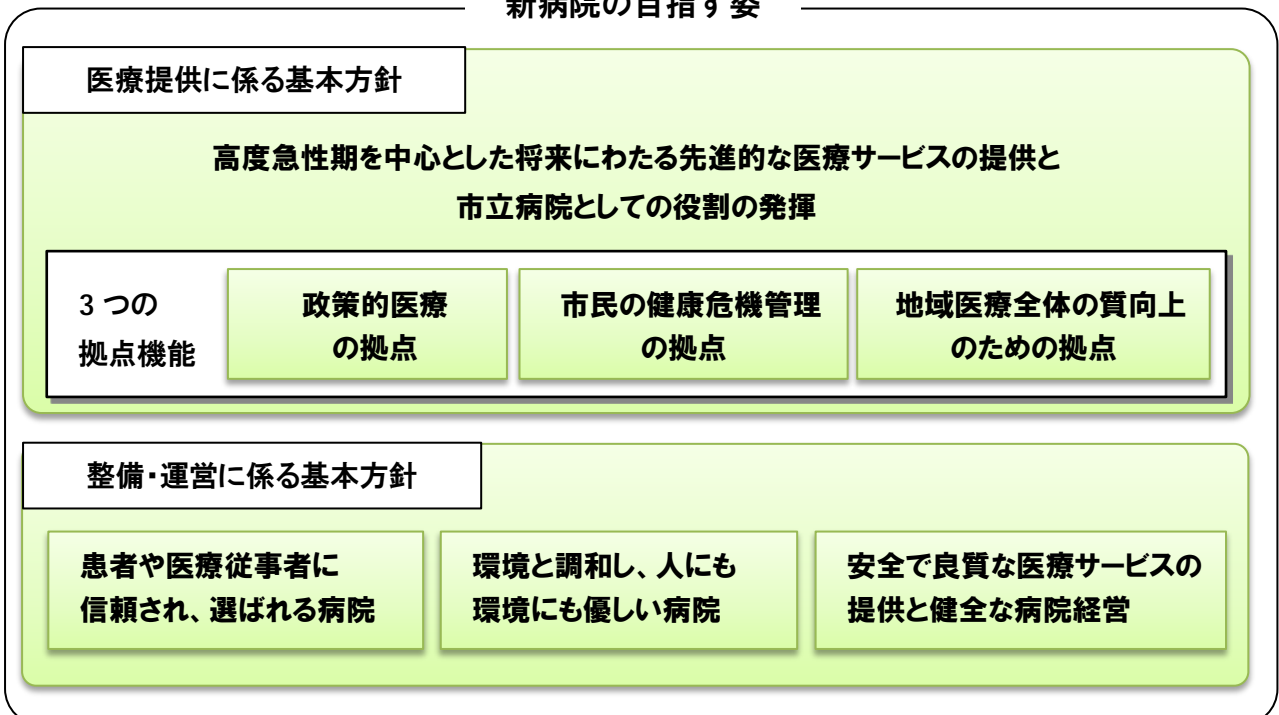 新病院の目指す姿
医療提供に係る基本方針
高度急性期を中心とした将来にわたる先進的な医療サービスの提供と
市立病院としての役割の発揮
3 つの
拠点機能
政策的医療
の拠点
市民の健康危機管理
の拠点
地域医療全体の質向上
のための拠点
整備・運営に係る基本方針
患者や医療従事者に
信頼され、選ばれる病院
環境と調和し、人にも
環境にも優しい病院
安全で良質な医療サービスの
提供と健全な病院経営